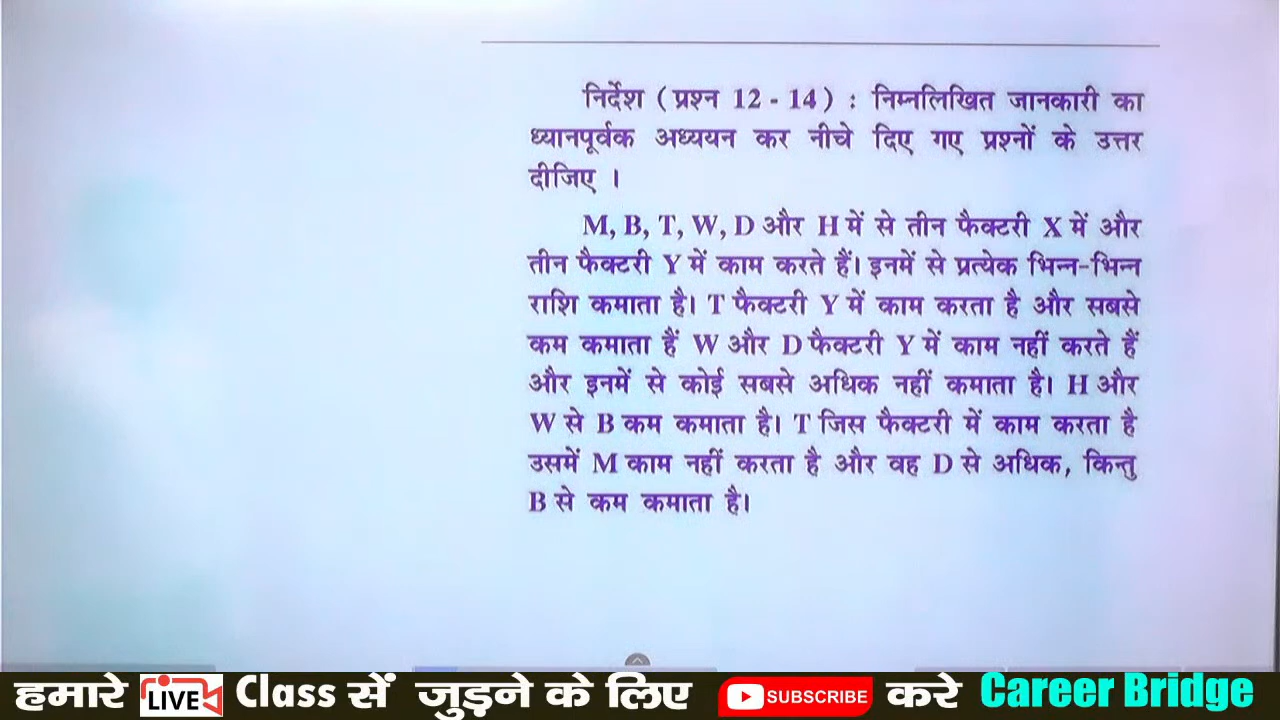 निर्देश ( प्रश्न 12 - 14 ) : निम्नलिखित जानकारी का
ध्यानपूर्वक अध्ययन कर नीचे दिए गए प्रश्नों के उत्तर
दीजिए ।
M, B, T, W, D और H में से तीन फैक्टरी X में और
तीन फैक्टरी Y में काम करते हैं। इनमें से प्रत्येक भिन्न-भिन्न
राशि कमाता है। T फैक्टरी Y में काम करता है और सबसे
कम कमाता हैं W और D फैक्टरी Y में काम नहीं करते हैं
और इनमें से कोई सबसे अधिक नहीं कमाता है। H और
W से B कम कमाता है। T जिस फैक्टरी में काम करता है
उसमें M काम नहीं करता है और वह D से अधिक, किन्तु
B से कम कमाता है।
हमारे LIVE Class सें जुड़ने के लिए SUBSCRIBE करे Career Bridge